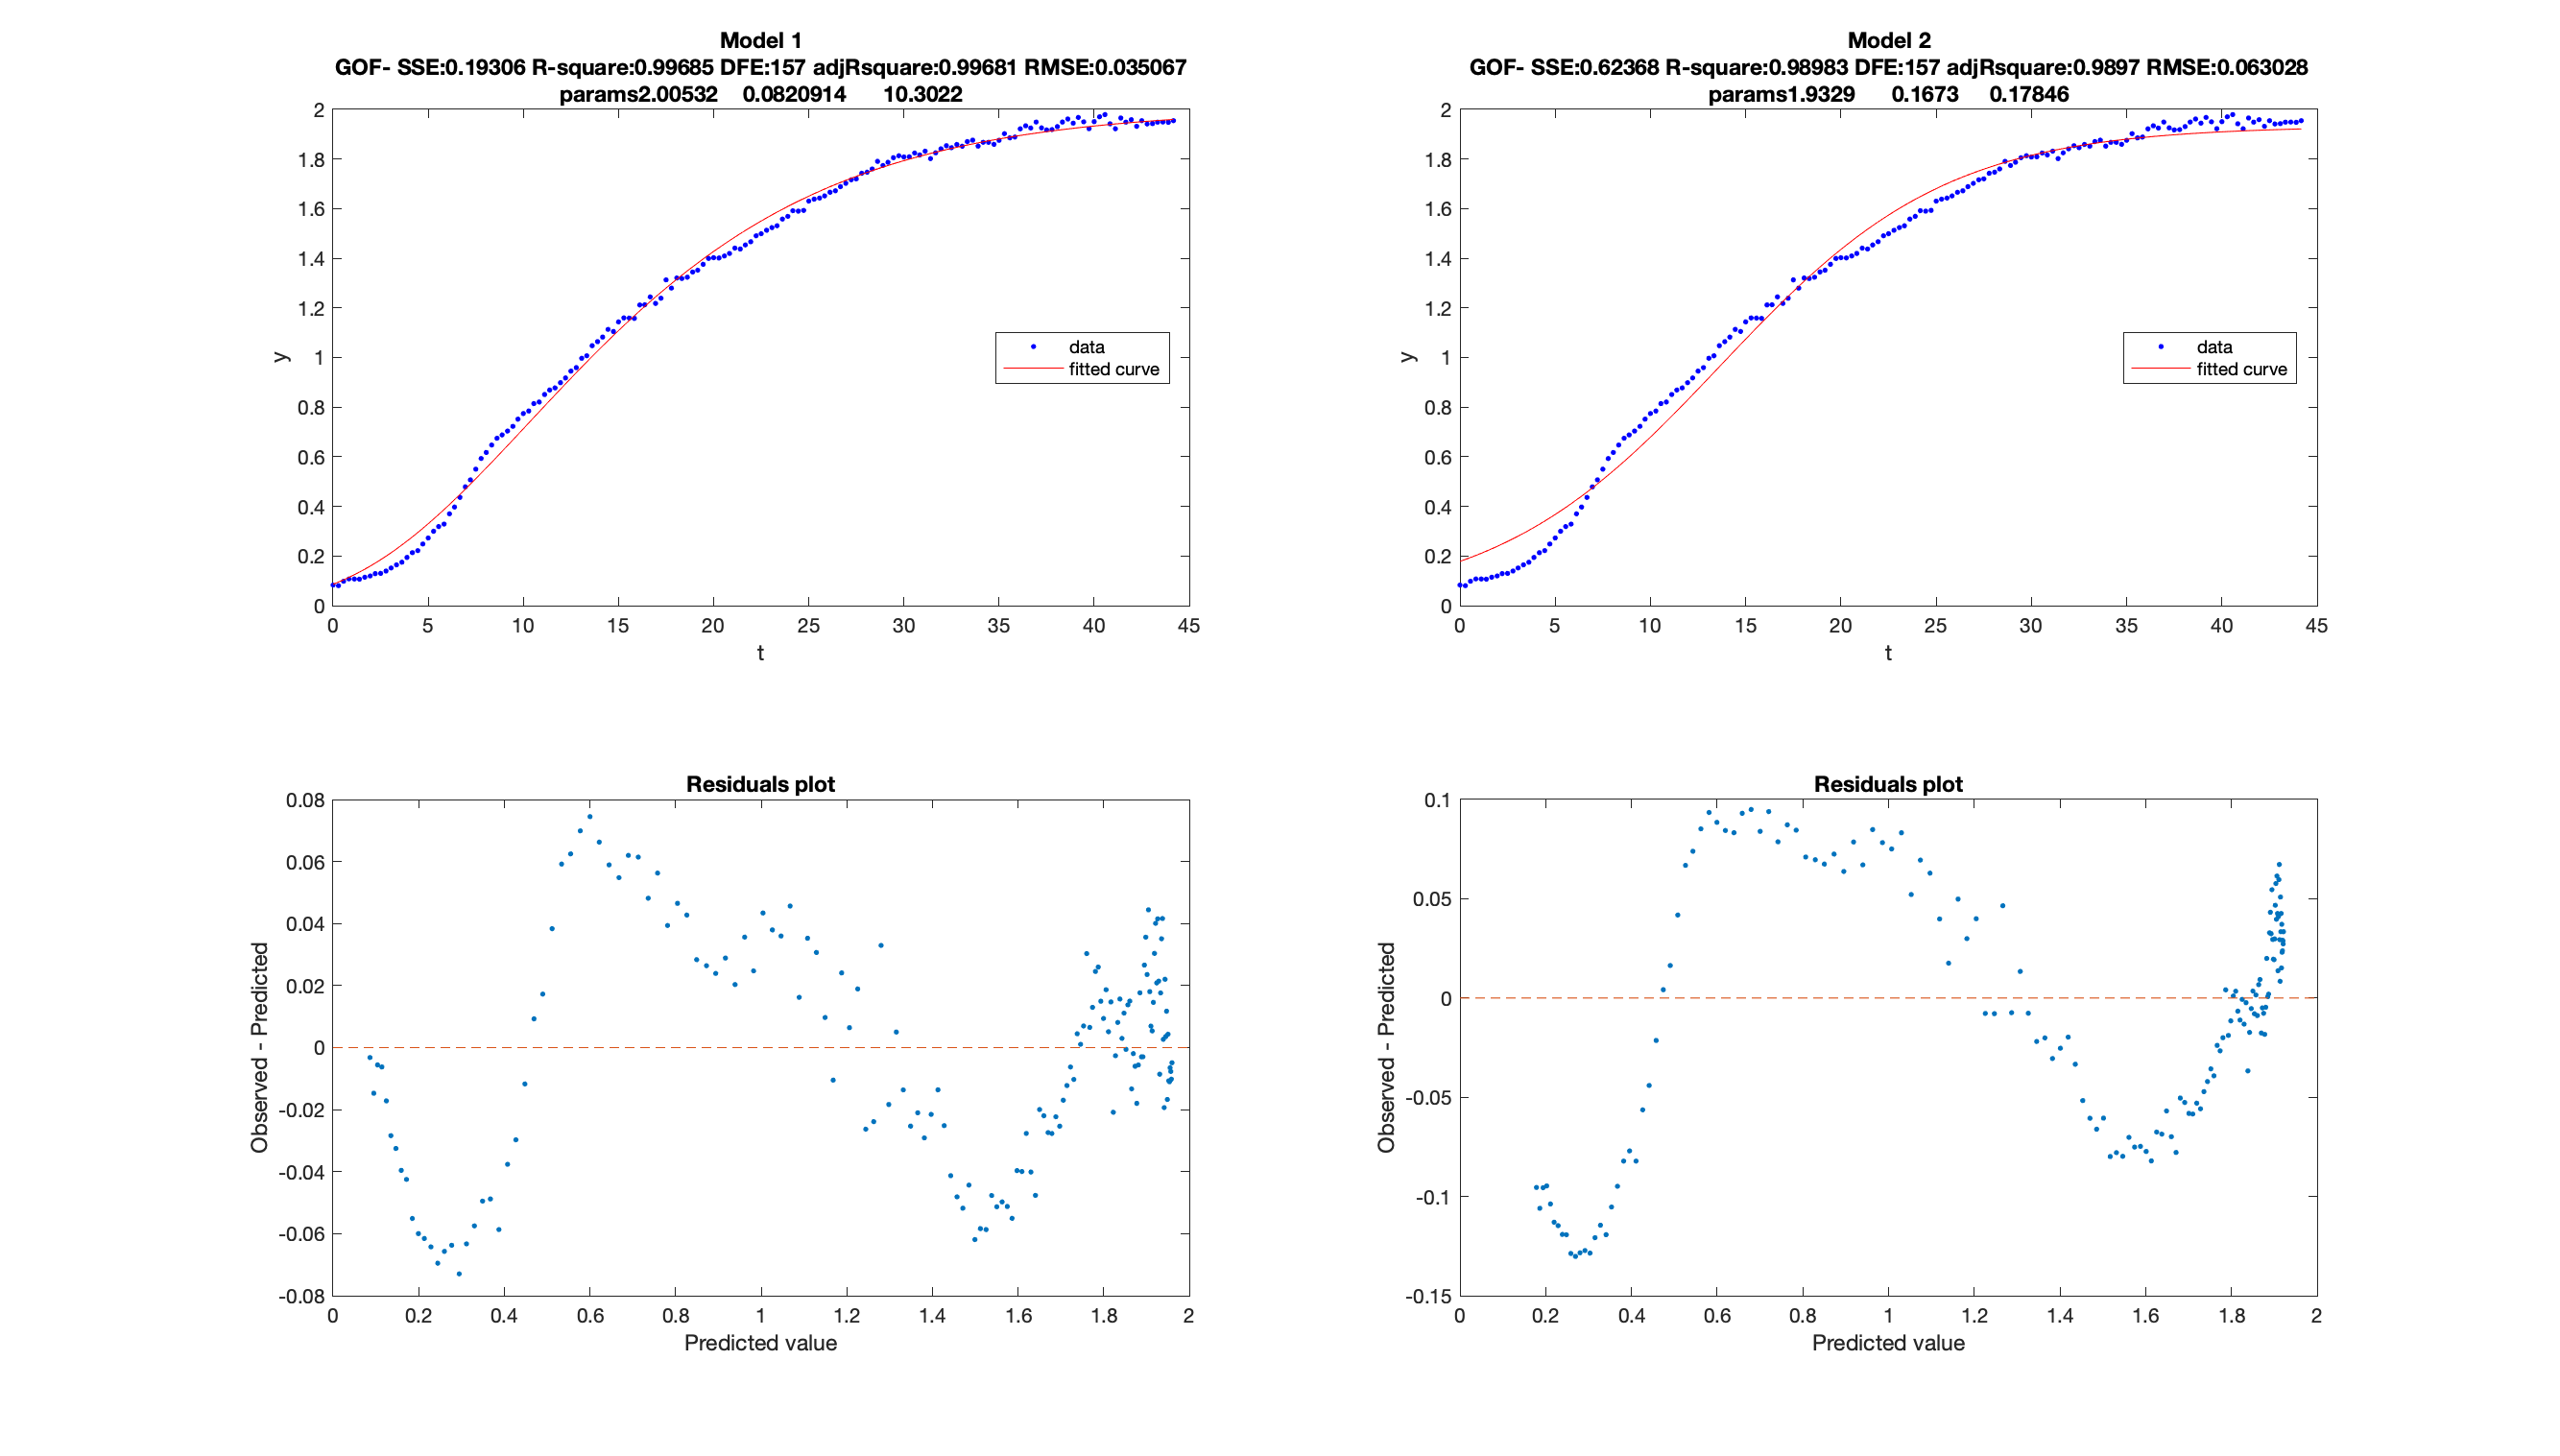 Model 1
GOF- SSE:0.19306 R-square:0.99685 DFE:157 adjRsquare:0.99681 RMSE:0.035067
params2.00532 0.0820914 10.3022
2
1.8
1.6
1.4
1.2
1
0.8
0.6
0.4
0.2
0
y
data
fitted curve
0 5 10 15 20 25 30 35 40 45
t
Model 2
GOF- SSE:0.62368 R-square:0.98983 DFE:157 adjRsquare:0.9897 RMSE:0.063028
params1.9329 0.1673 0.17846
2
1.8
1.6
1.4
1.2
1
0.8
0.6
0.4
0.2
0
y
data
fitted curve
0 5 10 15 20 25 30 35 40 45
t
Residuals plot
0.08
0.06
0.04
0.02
0
-0.02
-0.04
-0.06
-0.08
Observed - Predicted
0 0.2 0.4 0.6 0.8 1 1.2 1.4 1.6 1.8 2
Predicted value
Residuals plot
0.1
0.05
0
-0.05
-0.1
-0.15
Observed - Predicted
0 0.2 0.4 0.6 0.8 1 1.2 1.4 1.6 1.8 2
Predicted value